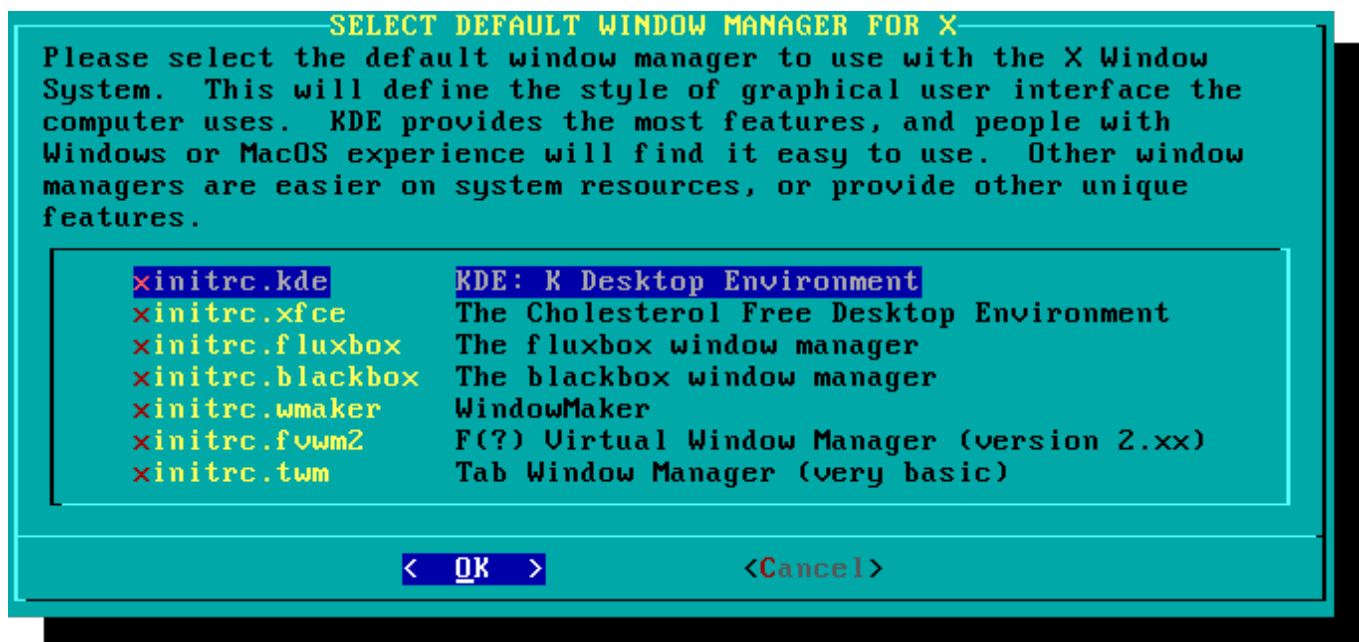 SELECT DEFAULT WINDOW MANAGER FOR X
Please select the default window manager to use with the X Window
System.  This will define the style of graphical user interface the
computer uses.  KDE provides the most features, and people with
Windows or MacOS experience will find it easy to use.  Other window
managers are easier on system resources, or provide other unique
features.
xinitrc.kde KDE: K Desktop Environment
xinitrc.xfce The Cholesterol Free Desktop Environment
xinitrc.fluxbox The fluxbox window manager
xinitrc.blackbox The blackbox window manager
xinitrc.wmaker WindowMaker
xinitrc.fvwm2 F(?) Virtual Window Manager (version 2.xx)
xinitrc.twm Tab Window Manager (very basic)
< OK > <Cancel>